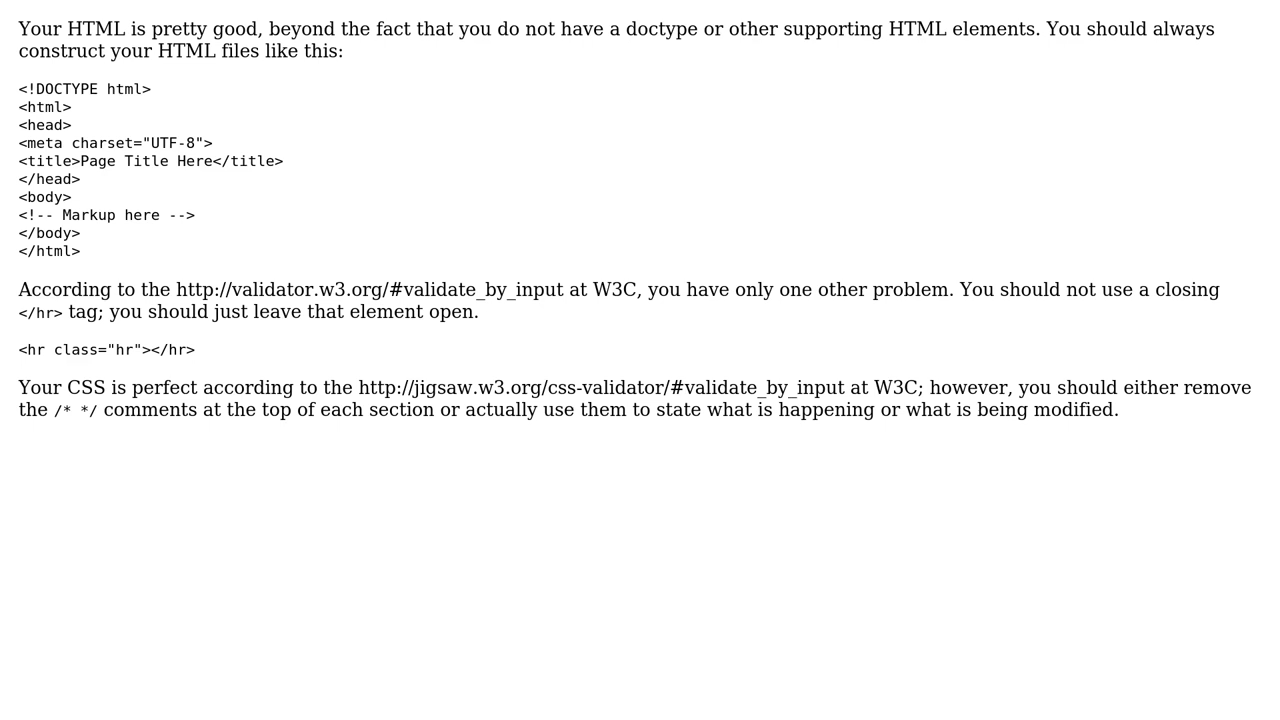 Your HTML is pretty good, beyond the fact that you do not have a doctype or other supporting HTML elements. You should always
construct your HTML files like this:
<!DOCTYPE html>
<html>
<head>
<meta charset="UTF-8">
<title>Page Title Here</title>
</head>
<body>
<!-- Markup here -->
</body>
</html>
According to the http://validator.w3.org/#validate_by_input at W3C, you have only one other problem. You should not use a closing
</hr> tag; you should just leave that element open.
<hr class="hr"></hr>
Your CSS is perfect according to the http://jigsaw.w3.org/css-validator/#validate_by_input at W3C; however, you should either remove
the /* */ comments at the top of each section or actually use them to state what is happening or what is being modified.